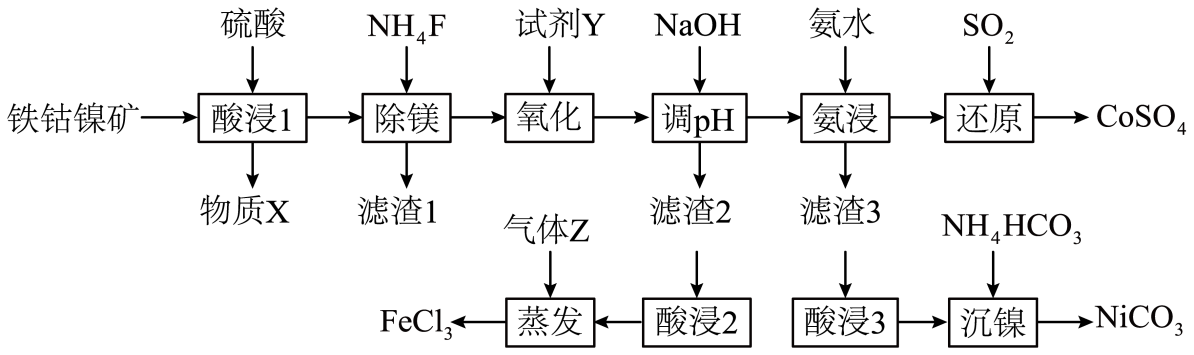 硫酸 NH₄F 试剂Y NaOH 氨水 SO₂
铁钴镍矿 酸浸1 除镁 氧化 调pH 氨浸 还原 CoSO₄
物质X 滤渣1 滤渣2 滤渣3
气体Z NH₄HCO₃
FeCl₃ 蒸发 酸浸2 酸浸3 沉镍 NiCO₃